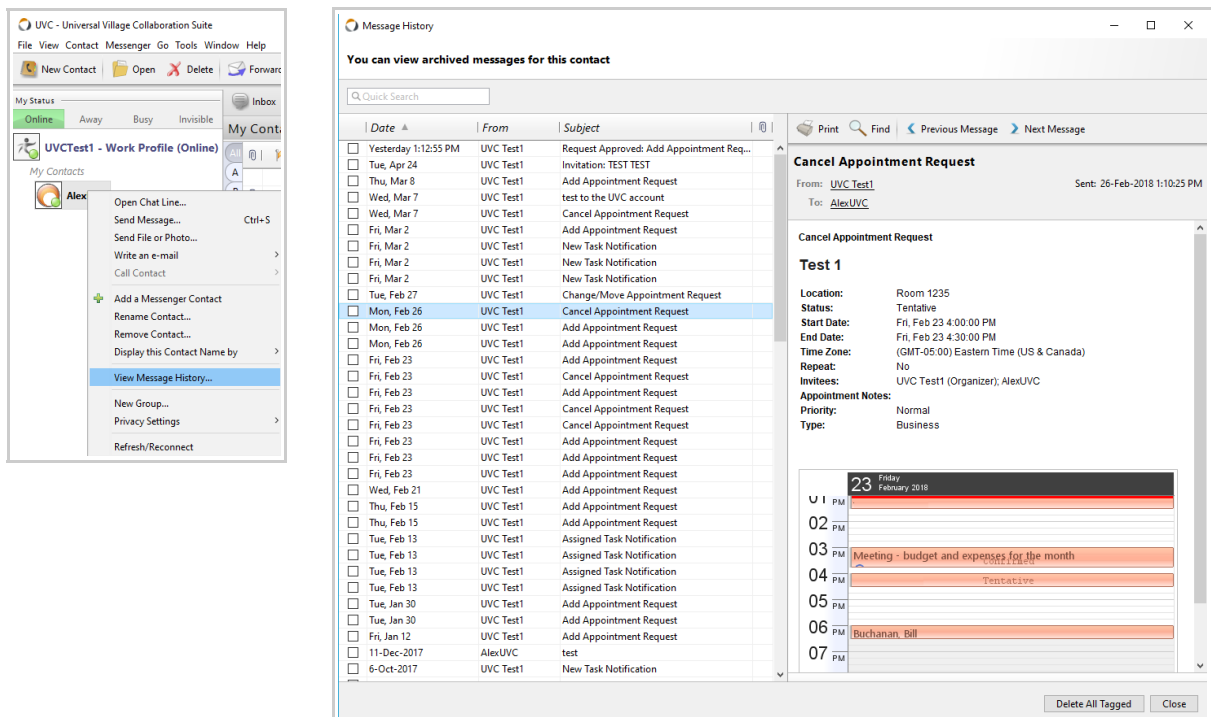 UVC - Universal Village Collaboration Suite
File View Contact Messenger Go Tools Window Help
New Contact Open Delete Forward
My Status
Inbox
Online Away Busy Invisible
My Cont
UVCTest1 - Work Profile (Online)
All
My Contacts
A
Alex
Open Chat Line...
Send Message... Ctrl+S
Send File or Photo...
Write an e-mail >
Call Contact >
Add a Messenger Contact
Rename Contact...
Remove Contact...
Display this Contact Name by >
View Message History...
New Group...
Privacy Settings >
Refresh/Reconnect
Message History
You can view archived messages for this contact
Quick Search
Date From Subject
Yesterday 1:12:55 PM UVC Test1 Request Approved: Add Appointment Req...
Tue, Apr 24 UVC Test1 Invitation: TEST TEST
Thu, Mar 8 UVC Test1 Add Appointment Request
Wed, Mar 7 UVC Test1 test to the UVC account
Wed, Mar 7 UVC Test1 Cancel Appointment Request
Fri, Mar 2 UVC Test1 Add Appointment Request
Fri, Mar 2 UVC Test1 New Task Notification
Fri, Mar 2 UVC Test1 New Task Notification
Fri, Mar 2 UVC Test1 New Task Notification
Tue, Feb 27 UVC Test1 Change/Move Appointment Request
Mon, Feb 26 UVC Test1 Cancel Appointment Request
Mon, Feb 26 UVC Test1 Add Appointment Request
Mon, Feb 26 UVC Test1 Add Appointment Request
Fri, Feb 23 UVC Test1 Add Appointment Request
Fri, Feb 23 UVC Test1 Cancel Appointment Request
Fri, Feb 23 UVC Test1 Add Appointment Request
Fri, Feb 23 UVC Test1 Cancel Appointment Request
Fri, Feb 23 UVC Test1 Cancel Appointment Request
Fri, Feb 23 UVC Test1 Add Appointment Request
Fri, Feb 23 UVC Test1 Add Appointment Request
Fri, Feb 23 UVC Test1 Add Appointment Request
Wed, Feb 21 UVC Test1 Add Appointment Request
Thu, Feb 15 UVC Test1 Add Appointment Request
Thu, Feb 15 UVC Test1 Add Appointment Request
Tue, Feb 13 UVC Test1 Assigned Task Notification
Tue, Feb 13 UVC Test1 Assigned Task Notification
Tue, Feb 13 UVC Test1 Assigned Task Notification
Tue, Feb 13 UVC Test1 Assigned Task Notification
Tue, Jan 30 UVC Test1 Add Appointment Request
Tue, Jan 30 UVC Test1 Add Appointment Request
Fri, Jan 12 UVC Test1 Add Appointment Request
11-Dec-2017 AlexUVC test
6-Oct-2017 UVC Test1 New Task Notification
Print Find Previous Message Next Message
Cancel Appointment Request
From: UVC Test1 Sent: 26-Feb-2018 1:10:25 PM
To: AlexUVC
Cancel Appointment Request
Test 1
Location: Room 1235
Status: Tentative
Start Date: Fri, Feb 23 4:00:00 PM
End Date: Fri, Feb 23 4:30:00 PM
Time Zone: (GMT-05:00) Eastern Time (US & Canada)
Repeat: No
Invitees: UVC Test1 (Organizer); AlexUVC
Appointment Notes:
Priority: Normal
Type: Business
23 Friday
February 2018
01 PM
02 PM
03 PM Meeting - budget and expenses for the month
Confirmed
04 PM Tentative
05 PM
06 PM Buchanan, Bill
07 PM
Delete All Tagged Close